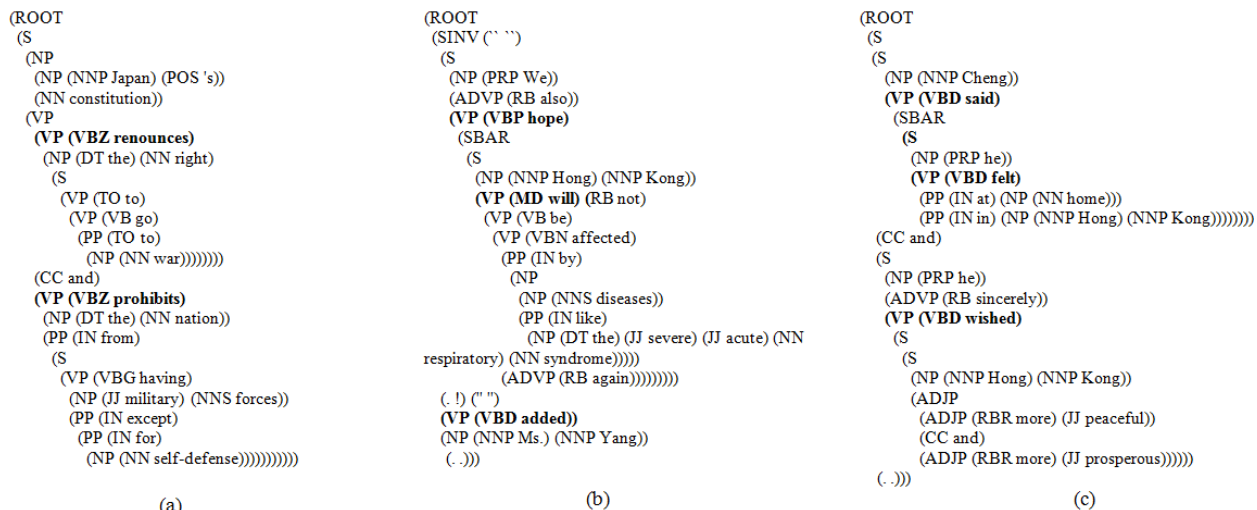 (ROOT
(S
(NP
(NP (NNP Japan) (POS 's))
(NN constitution))
(VP
(VP (VBZ renounces)
(NP (DT the) (NN right)
(S
(VP (TO to)
(VP (VB go)
(PP (TO to)
(NP (NN war))))))))
(CC and)
(VP (VBZ prohibits)
(NP (DT the) (NN nation))
(PP (IN from)
(S
(VP (VBG having)
(NP (JJ military) (NNS forces))
(PP (IN except)
(PP (IN for)
(NP (NN self-defense)))))))))))
(a)
(ROOT
(SINV (`` ``)
(S
(NP (PRP We))
(ADVP (RB also))
(VP (VBP hope)
(SBAR
(S
(NP (NNP Hong) (NNP Kong))
(VP (MD will) (RB not)
(VP (VB be)
(VP (VBN affected)
(PP (IN by)
(NP
(NP (NNS diseases))
(PP (IN like)
(NP (DT the) (JJ severe) (JJ acute) (NN
respiratory) (NN syndrome)))))
(ADVP (RB again)))))))))
(. !) ('' '')
(VP (VBD added))
(NP (NNP Ms.) (NNP Yang))
(. .)))
(b)
(ROOT
(S
(S
(NP (NNP Cheng))
(VP (VBD said)
(SBAR
(S
(NP (PRP he))
(VP (VBD felt)
(PP (IN at) (NP (NN home)))
(PP (IN in) (NP (NNP Hong) (NNP Kong))))))))
(CC and)
(S
(NP (PRP he))
(ADVP (RB sincerely))
(VP (VBD wished)
(S
(S
(NP (NNP Hong) (NNP Kong))
(ADJP
(ADJP (RBR more) (JJ peaceful))
(CC and)
(ADJP (RBR more) (JJ prosperous))))))
(. .)))
(c)